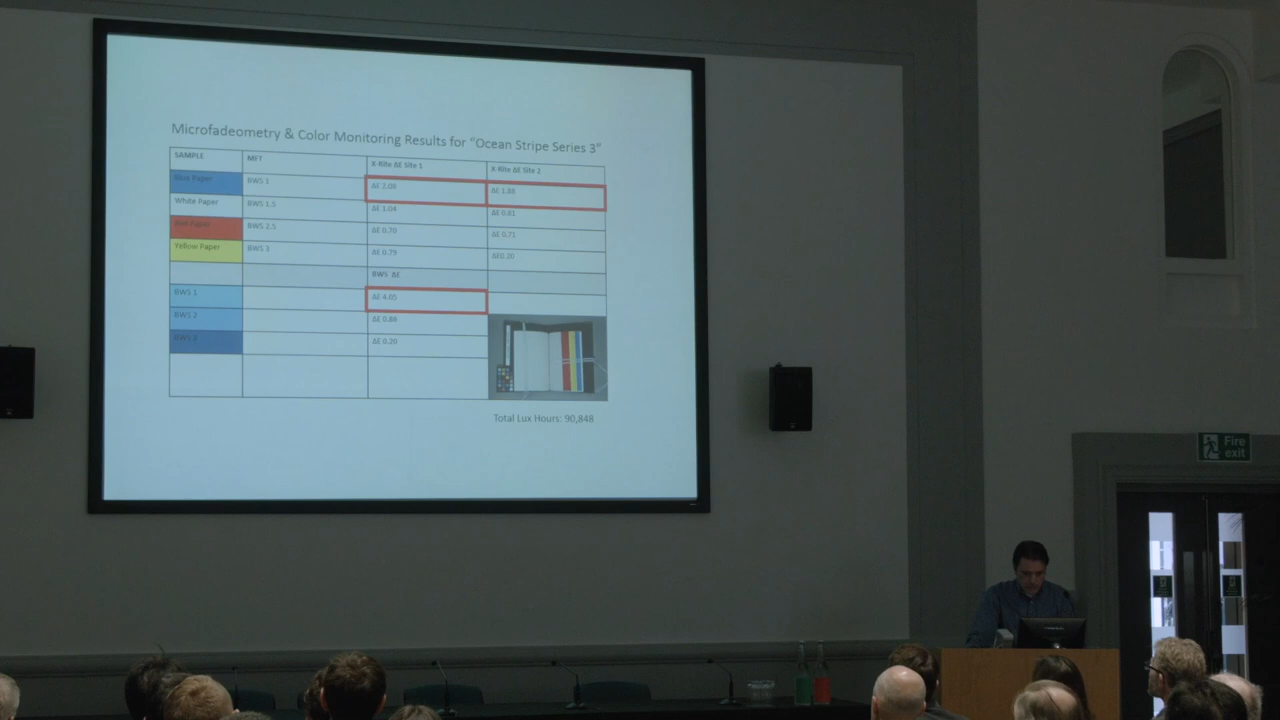 Microfadeometry & Color Monitoring Results for "Ocean Stripe Series 3"
SAMPLE MFT X-Rite ΔE Site 1 X-Rite ΔE Site 2
Blue Paper BWS 1 ΔE 2.08 ΔE 1.88
White Paper BWS 1.5 ΔE 1.04 ΔE 0.81
Red Paper BWS 2.5 ΔE 0.70 ΔE 0.71
Yellow Paper BWS 3 ΔE 0.79 ΔE0.20
BWS ΔE
BWS 1 ΔE 4.05
BWS 2 ΔE 0.88
BWS 3 ΔE 0.20
Total Lux Hours: 90,848
Fire
exit